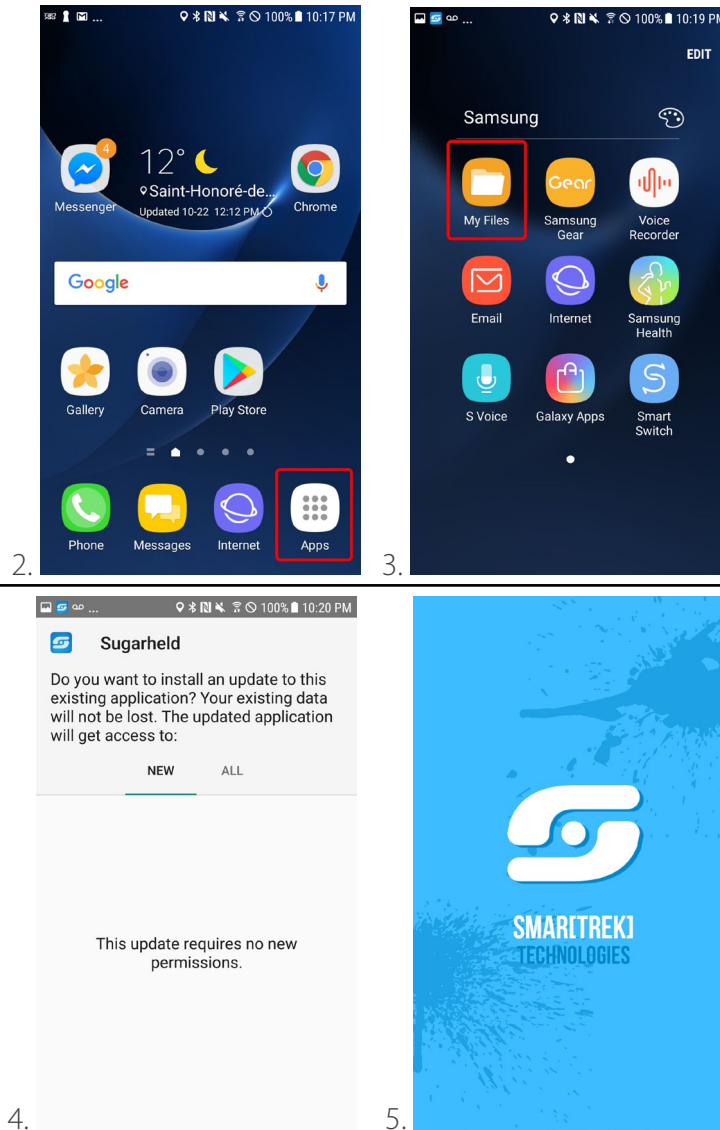 ... 100% 10:17 PM
4
12°
Saint-Honoré-de...
Updated 10-22 12:12 PM
Messenger
Chrome
Google
Gallery Camera Play Store
Phone Messages Internet Apps
2.
... 100% 10:19 PM
EDIT
Samsung
Gear
My Files Samsung Gear Voice Recorder
Email Internet Samsung Health
S Voice Galaxy Apps Smart Switch
3.
... 100% 10:20 PM
Sugarheld
Do you want to install an update to this
existing application? Your existing data
will not be lost. The updated application
will get access to:
NEW ALL
This update requires no new
permissions.
4.
SMAR[TREK]
TECHNOLOGIES
5.